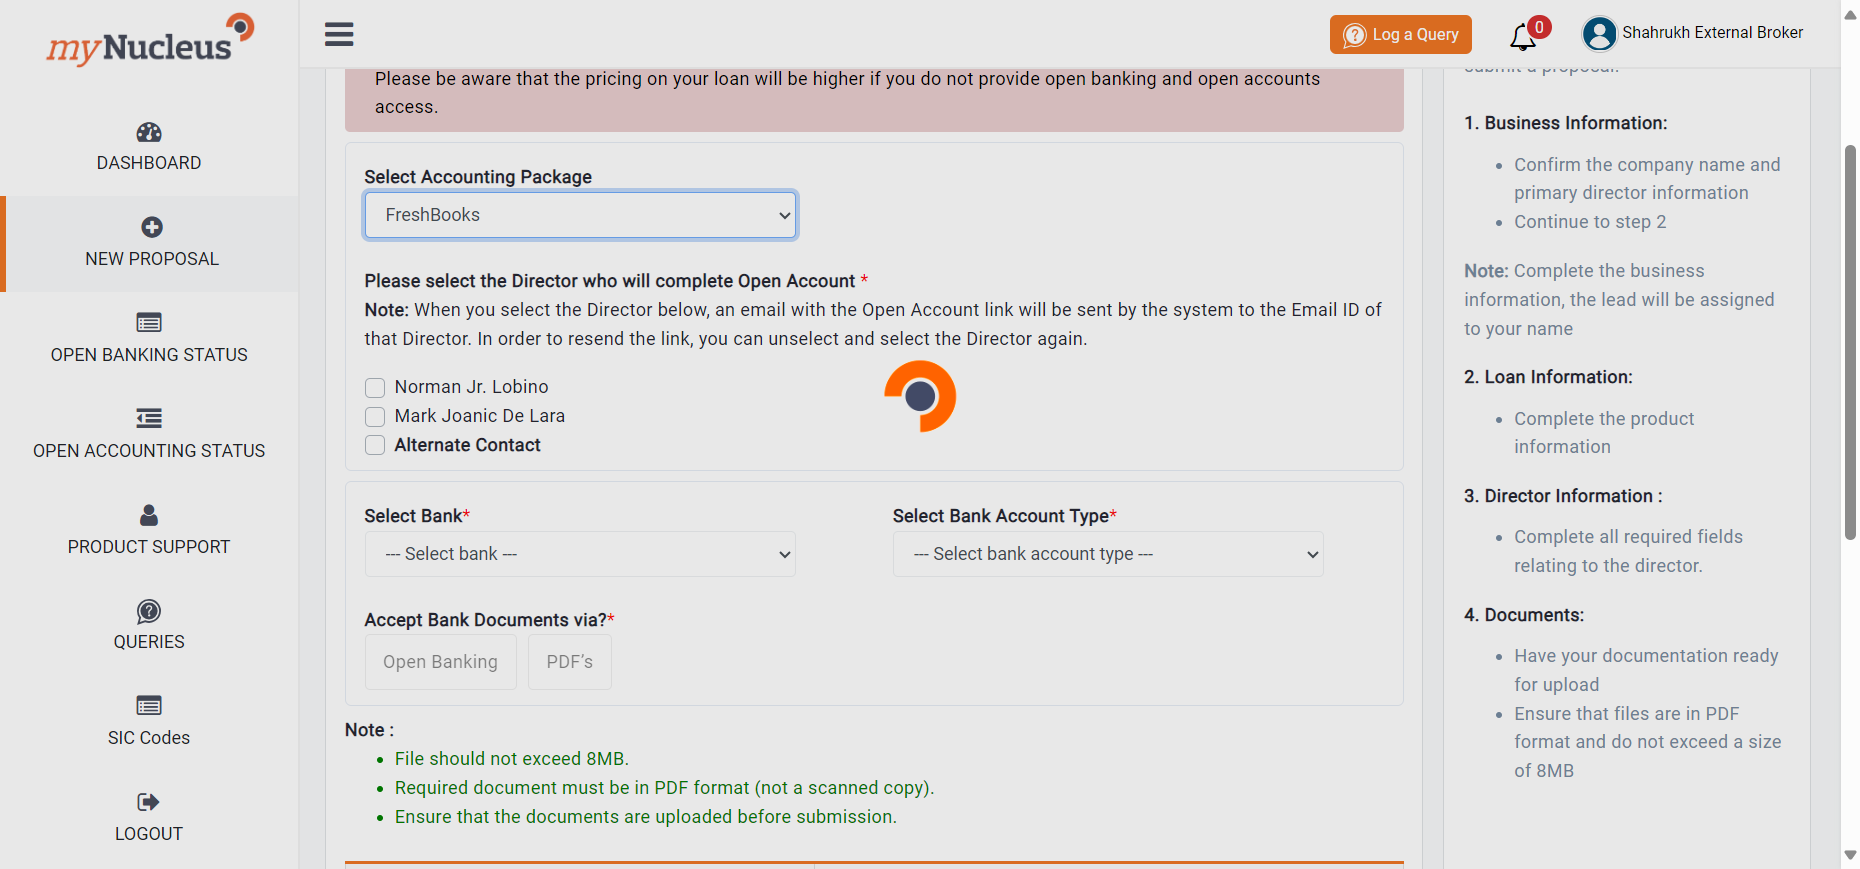 myNucleus
Log a Query
0
Shahrukh External Broker
DASHBOARD
NEW PROPOSAL
OPEN BANKING STATUS
OPEN ACCOUNTING STATUS
PRODUCT SUPPORT
QUERIES
SIC Codes
LOGOUT
Please be aware that the pricing on your loan will be higher if you do not provide open banking and open accounts
access.
Select Accounting Package
FreshBooks
Please select the Director who will complete Open Account *
Note: When you select the Director below, an email with the Open Account link will be sent by the system to the Email ID of
that Director. In order to resend the link, you can unselect and select the Director again.
Norman Jr. Lobino
Mark Joanic De Lara
Alternate Contact
Select Bank*
--- Select bank ---
Select Bank Account Type*
--- Select bank account type ---
Accept Bank Documents via?*
Open Banking
PDF's
Note :
• File should not exceed 8MB.
• Required document must be in PDF format (not a scanned copy).
• Ensure that the documents are uploaded before submission.
submit a proposal.
1. Business Information:
• Confirm the company name and
primary director information
• Continue to step 2
Note: Complete the business
information, the lead will be assigned
to your name
2. Loan Information:
• Complete the product
information
3. Director Information :
• Complete all required fields
relating to the director.
4. Documents:
• Have your documentation ready
for upload
• Ensure that files are in PDF
format and do not exceed a size
of 8MB